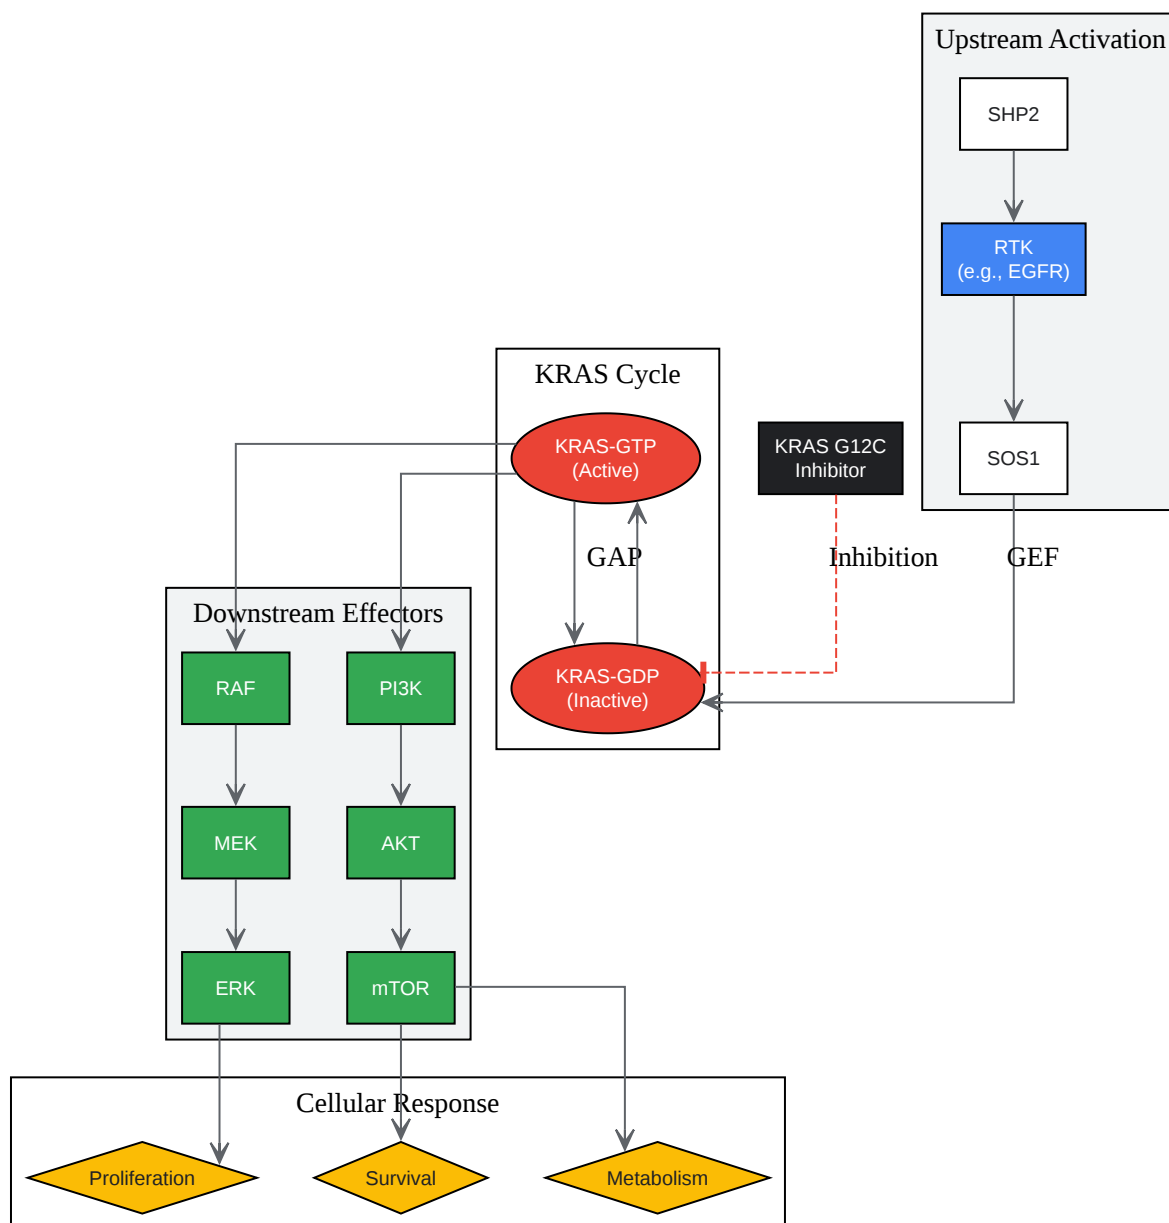 Upstream Activation
SHP2
RTK
(e.g., EGFR)
SOS1
GEF
KRAS Cycle
KRAS-GTP
(Active)
GAP
KRAS-GDP
(Inactive)
KRAS G12C
Inhibitor
Inhibition
Downstream Effectors
RAF
PI3K
MEK
AKT
ERK
mTOR
Cellular Response
Proliferation
Survival
Metabolism